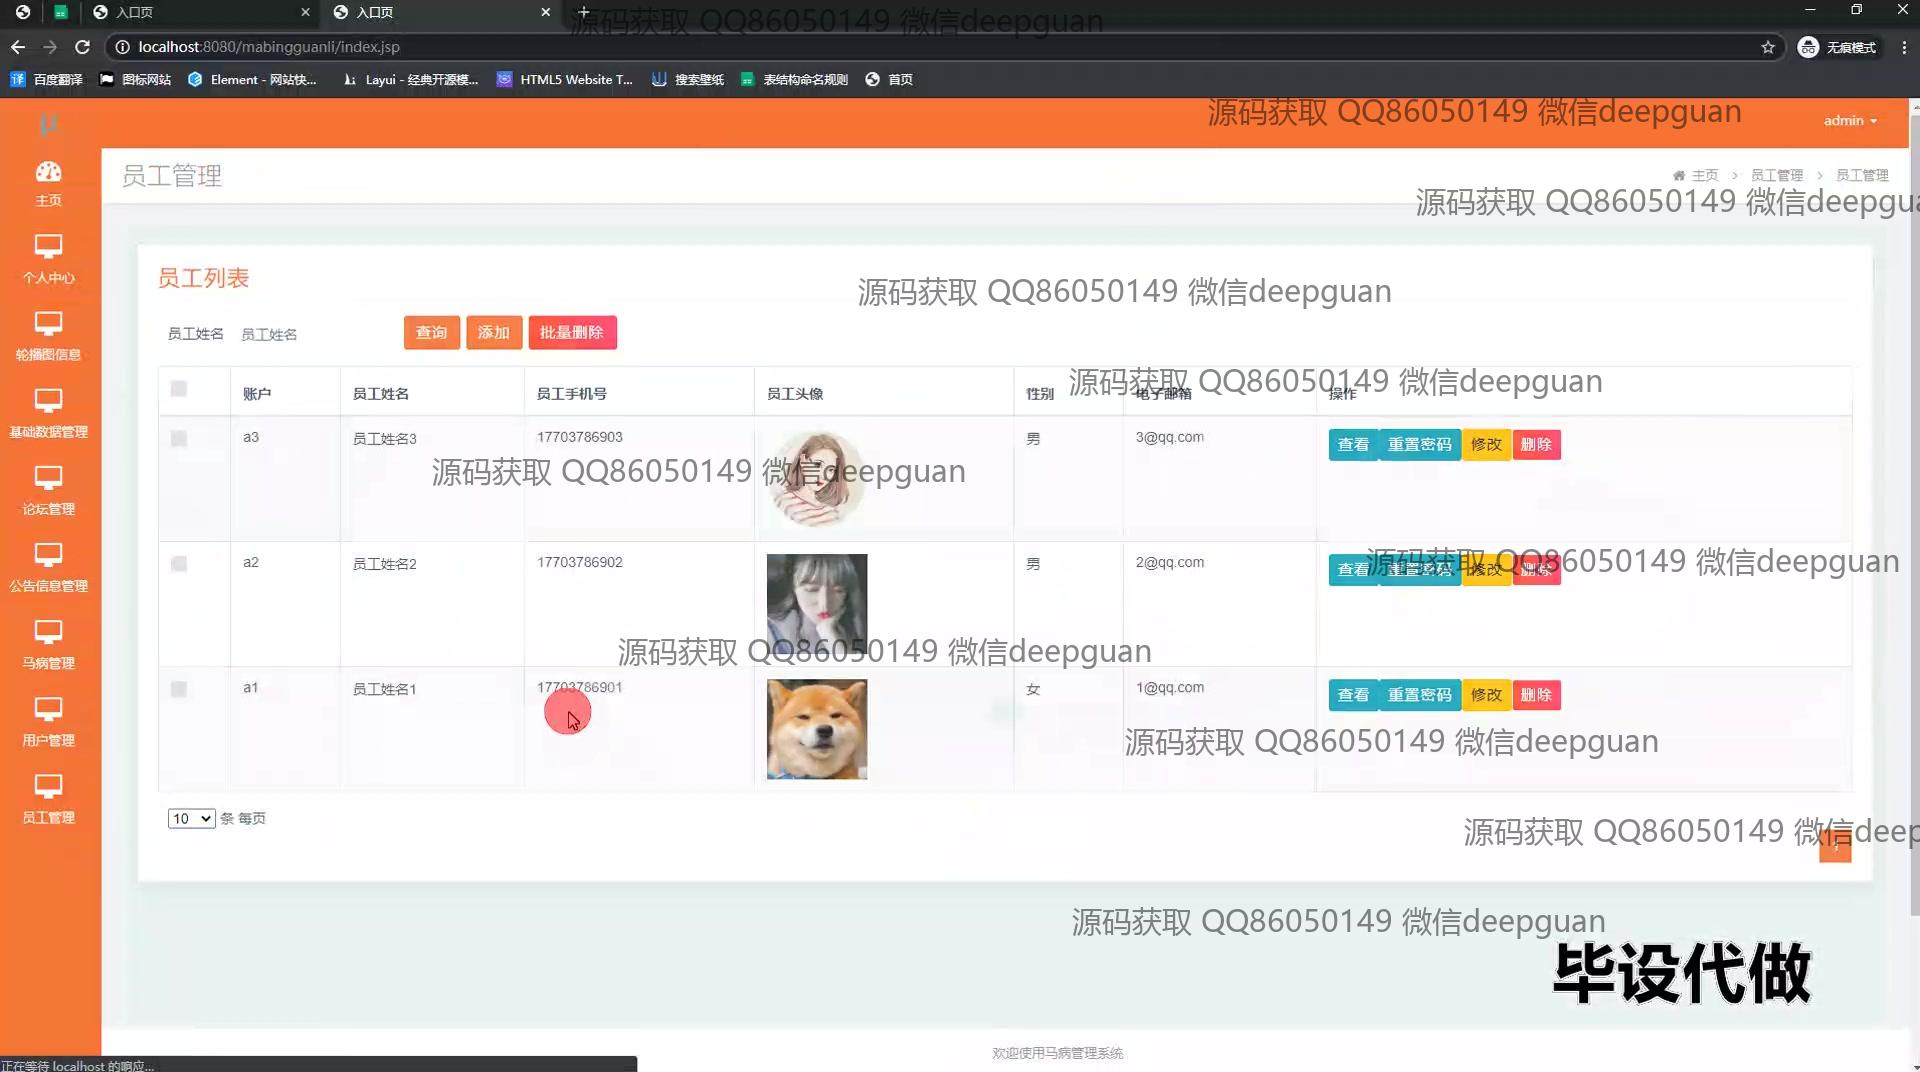 入口页
入口页
源码获取 QQ86050149 微信deepguan
localhost:8080/mabingguanli/index.jsp
无痕模式
百度翻译
图标网站
Element - 网站快...
Layui - 经典开源模...
HTML5 Website T...
搜索壁纸
表结构命名规则
首页
源码获取 QQ86050149 微信deepguan
admin
员工管理
主页 > 员工管理 > 员工管理
源码获取 QQ86050149 微信deepgua
主页
个人中心
轮播图信息
基础数据管理
论坛管理
公告信息管理
马病管理
用户管理
员工管理
员工列表
源码获取 QQ86050149 微信deepguan
员工姓名 员工姓名 查询 添加 批量删除
源码获取 QQ86050149 微信deepguan
账户 员工姓名 员工手机号 员工头像 性别 电子邮箱 操作
a3 员工姓名3 17703786903 男 3@qq.com 查看 重置密码 修改 删除
源码获取 QQ86050149 微信deepguan
a2 员工姓名2 17703786902 男 2@qq.com 查看 重置密码 修改 删除
源码获取 QQ86050149 微信deepguan
源码获取 QQ86050149 微信deepguan
a1 员工姓名1 17703786901 女 1@qq.com 查看 重置密码 修改 删除
源码获取 QQ86050149 微信deepguan
10 条 每页
源码获取 QQ86050149 微信deep
源码获取 QQ86050149 微信deepguan
毕设代做
欢迎使用马病管理系统
正在等待 localhost 的响应...